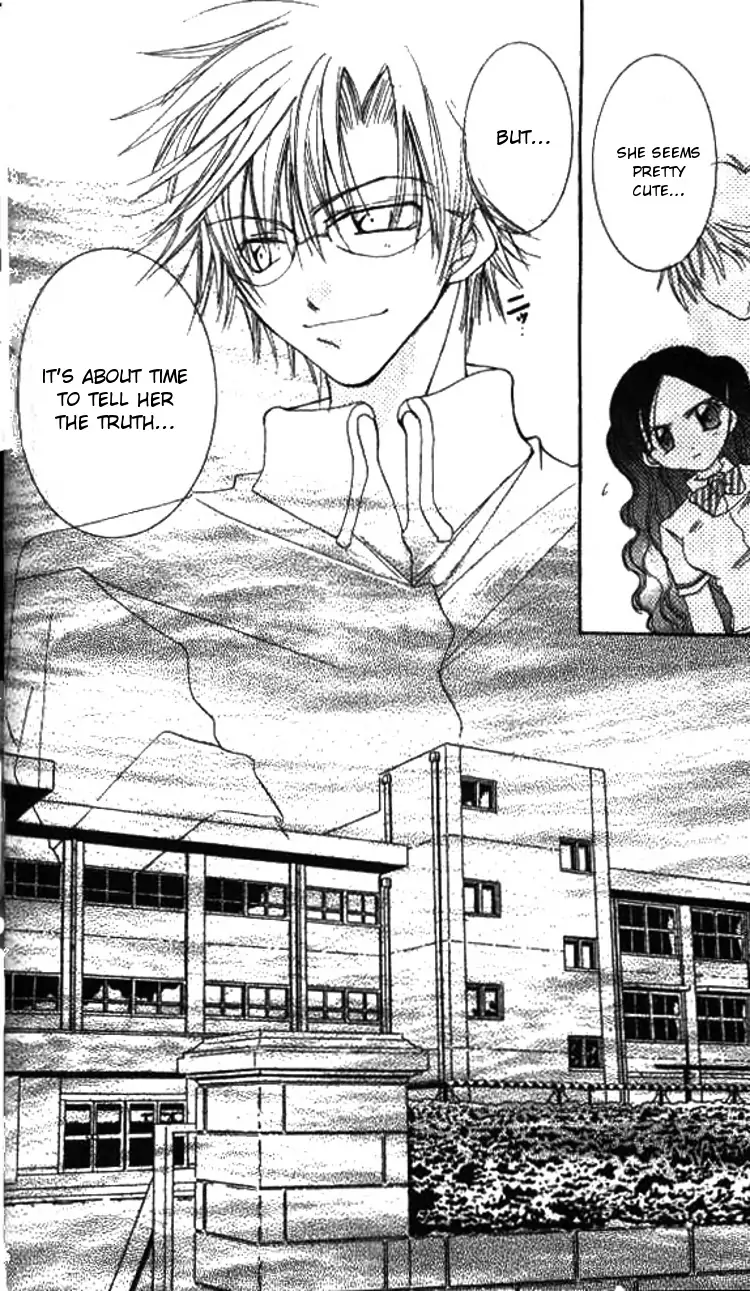 SHE SEEMS
PRETTY
CUTE...
BUT...
IT'S ABOUT TIME
TO TELL HER
THE TRUTH...